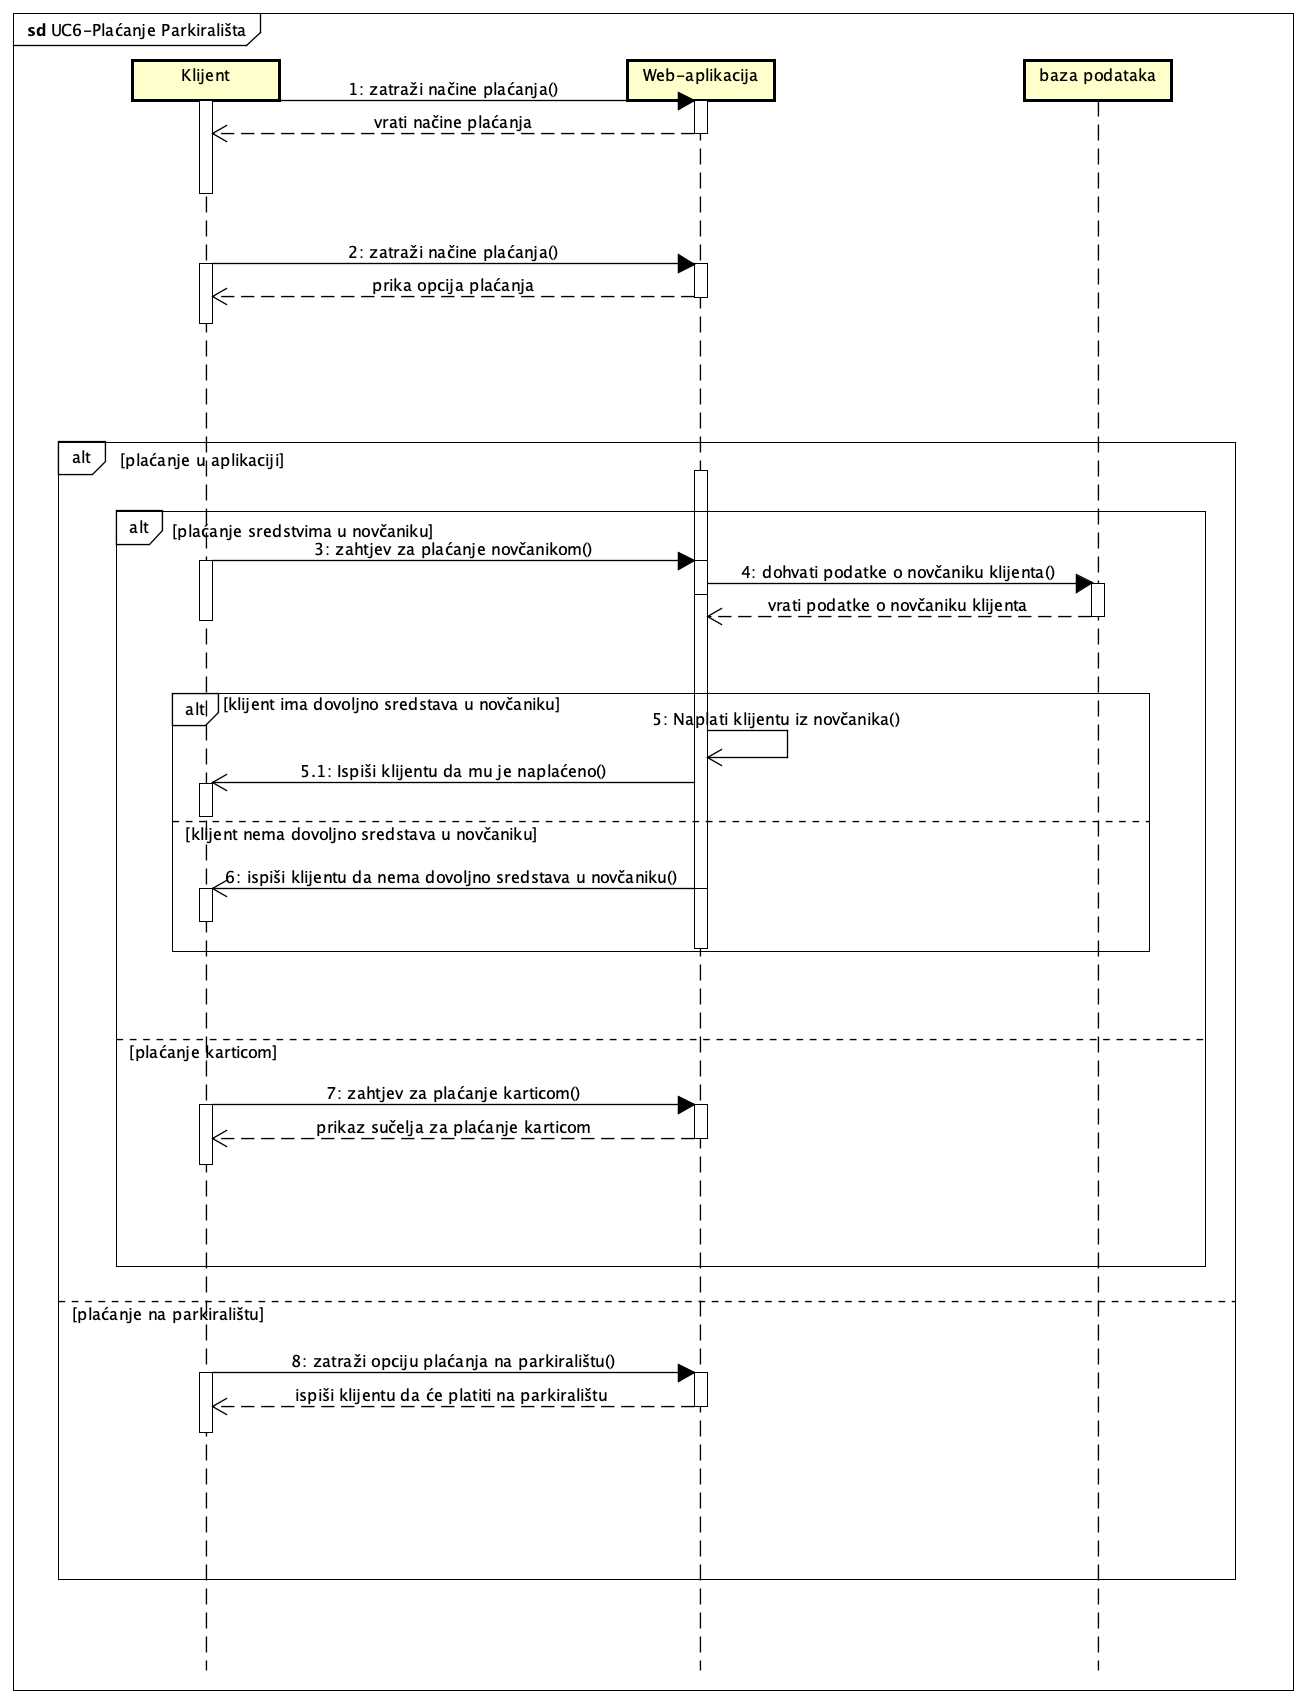 sd UC6-Plaćanje Parkirališta
Klijent
Web-aplikacija
baza podataka
1: zatraži načine plaćanja()
vrati načine plaćanja
2: zatraži načine plaćanja()
prika opcija plaćanja
alt
[plaćanje u aplikaciji]
alt
[plaćanje sredstvima u novčaniku]
3: zahtjev za plaćanje novčanikom()
4: dohvati podatke o novčaniku klijenta()
vrati podatke o novčaniku klijenta
alt
[klijent ima dovoljno sredstava u novčaniku]
5: Naplati klijentu iz novčanika()
5.1: Ispiši klijentu da mu je naplaćeno()
[klijent nema dovoljno sredstava u novčaniku]
6: ispiši klijentu da nema dovoljno sredstava u novčaniku()
[plaćanje karticom]
7: zahtjev za plaćanje karticom()
prikaz sučelja za plaćanje karticom
[plaćanje na parkiralištu]
8: zatraži opciju plaćanja na parkiralištu()
ispiši klijentu da će platiti na parkiralištu